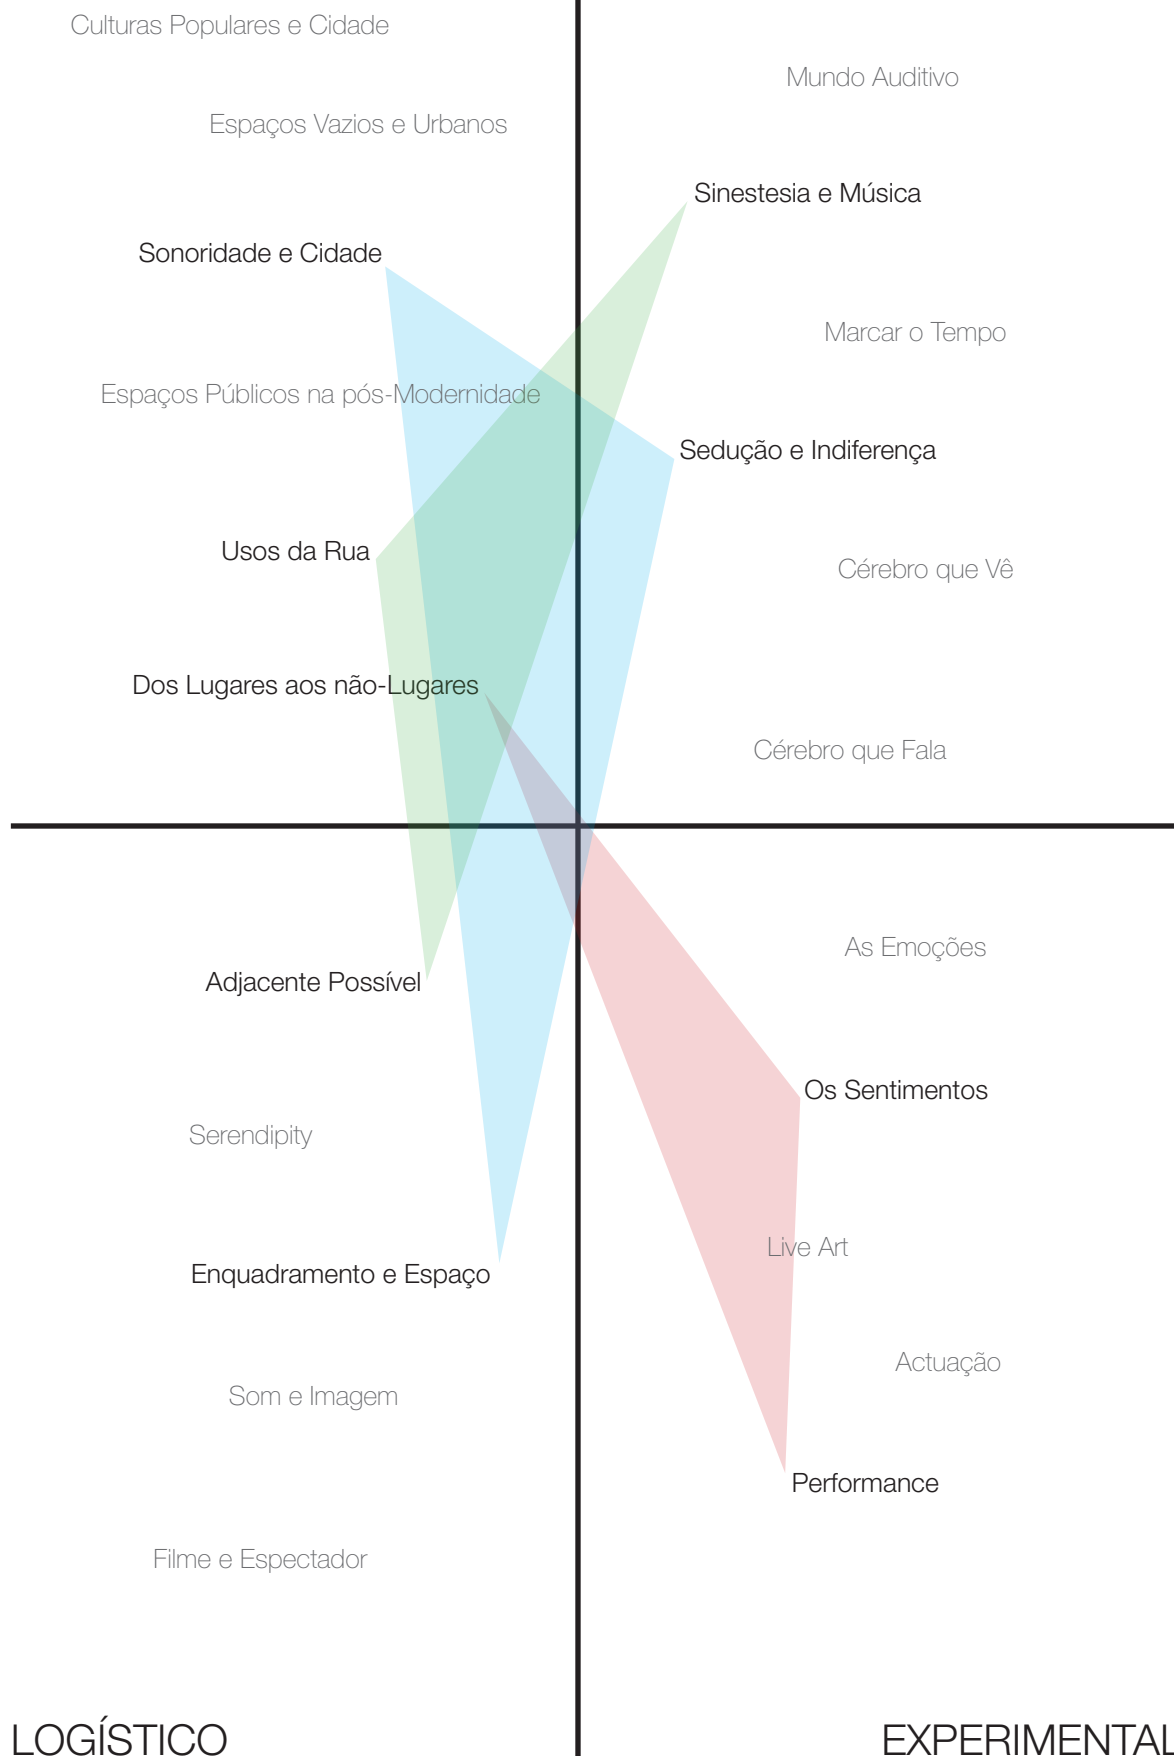 Culturas Populares e Cidade
Mundo Auditivo
Espaços Vazios e Urbanos
Sinestesia e Música
Sonoridade e Cidade
Marcar o Tempo
Espaços Públicos na pós-Modernidade
Sedução e Indiferença
Usos da Rua
Cérebro que Vê
Dos Lugares aos não-Lugares
Cérebro que Fala
As Emoções
Adjacente Possível
Os Sentimentos
Serendipity
Live Art
Enquadramento e Espaço
Actuação
Som e Imagem
Performance
Filme e Espectador
LOGÍSTICO
EXPERIMENTAL